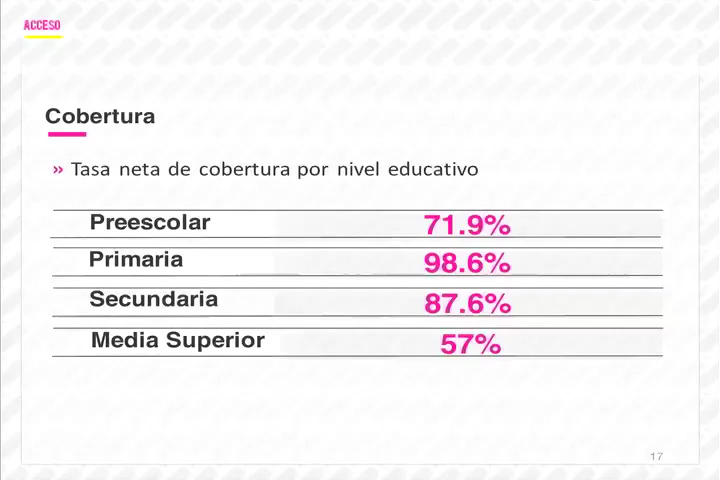 ACCESO
Cobertura
» Tasa neta de cobertura por nivel educativo
Preescolar 71.9%
Primaria 98.6%
Secundaria 87.6%
Media Superior 57%
17